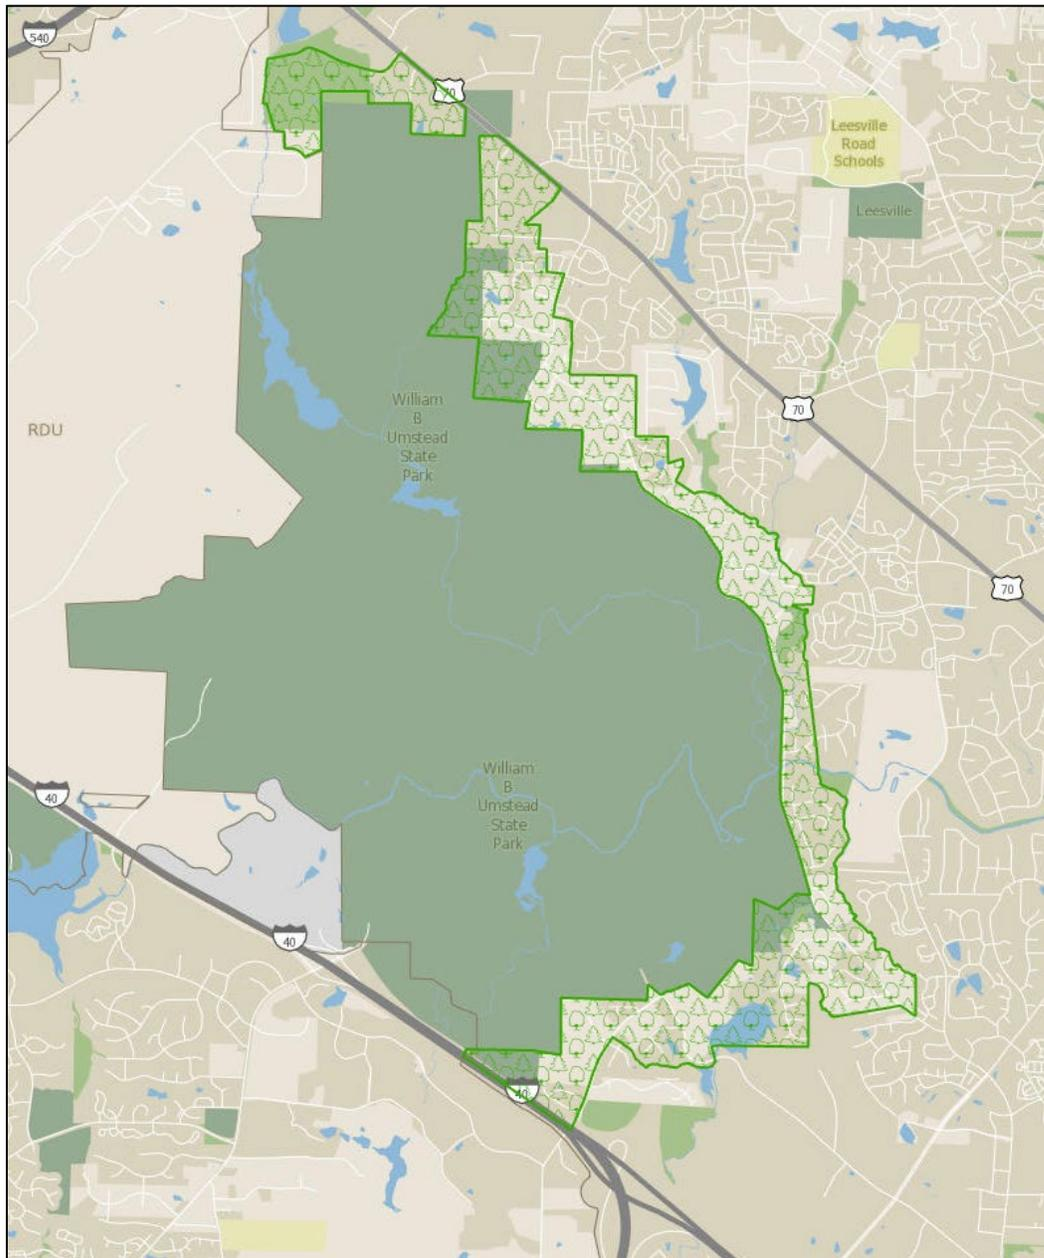 540
70
Leesville
Road
Schools
Leesville
William
B
Umstead
State
Park
RDU
70
70
William
B
Umstead
State
Park
40
40
40